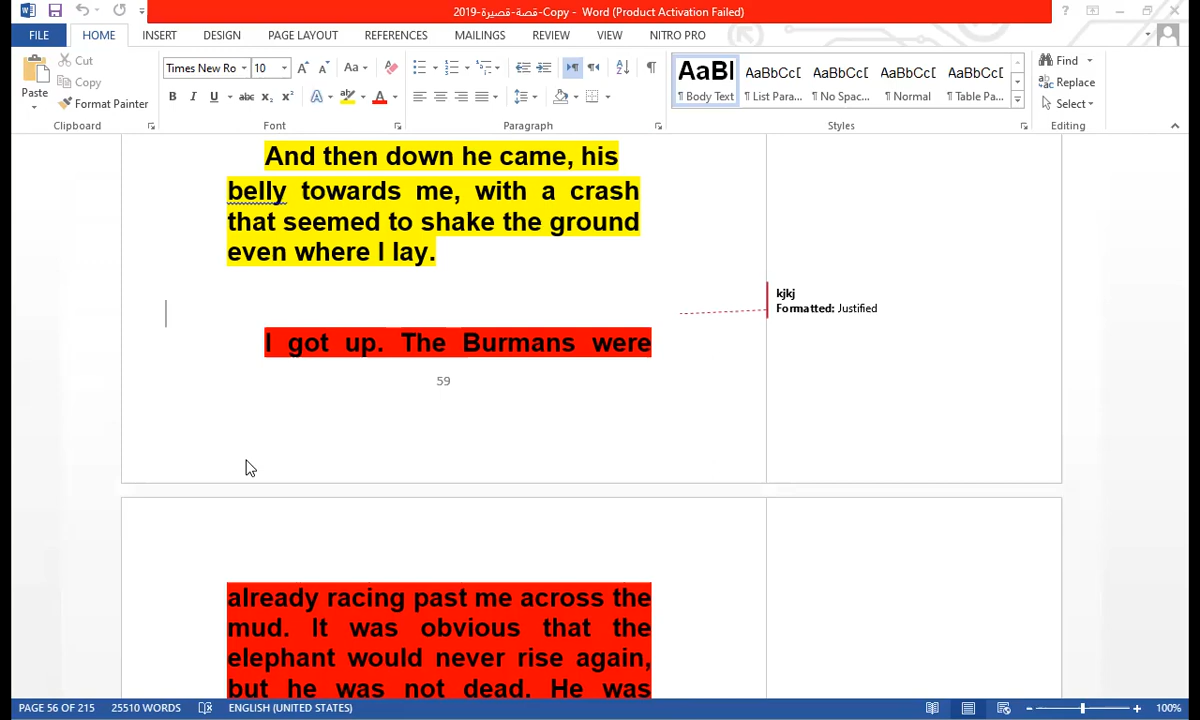 2019-قصة-قصيرة-Copy - Word (Product Activation Failed)
FILE HOME INSERT DESIGN PAGE LAYOUT REFERENCES MAILINGS REVIEW VIEW NITRO PRO
Paste
Cut
Copy
Format Painter
Clipboard
Times New Ro 10
Font
Paragraph
AaBl AaBbCcD AaBbCcD AaBbCcD AaBbCcD
¶ Body Text ¶ List Para... ¶ No Spac... ¶ Normal ¶ Table Pa...
Styles
Find
Replace
Select
Editing
And then down he came, his
belly towards me, with a crash
that seemed to shake the ground
even where I lay.
kjkj
Formatted: Justified
I got up. The Burmans were
59
already racing past me across the
mud. It was obvious that the
elephant would never rise again,
but he was not dead. He was
PAGE 56 OF 215 25510 WORDS ENGLISH (UNITED STATES) 100%